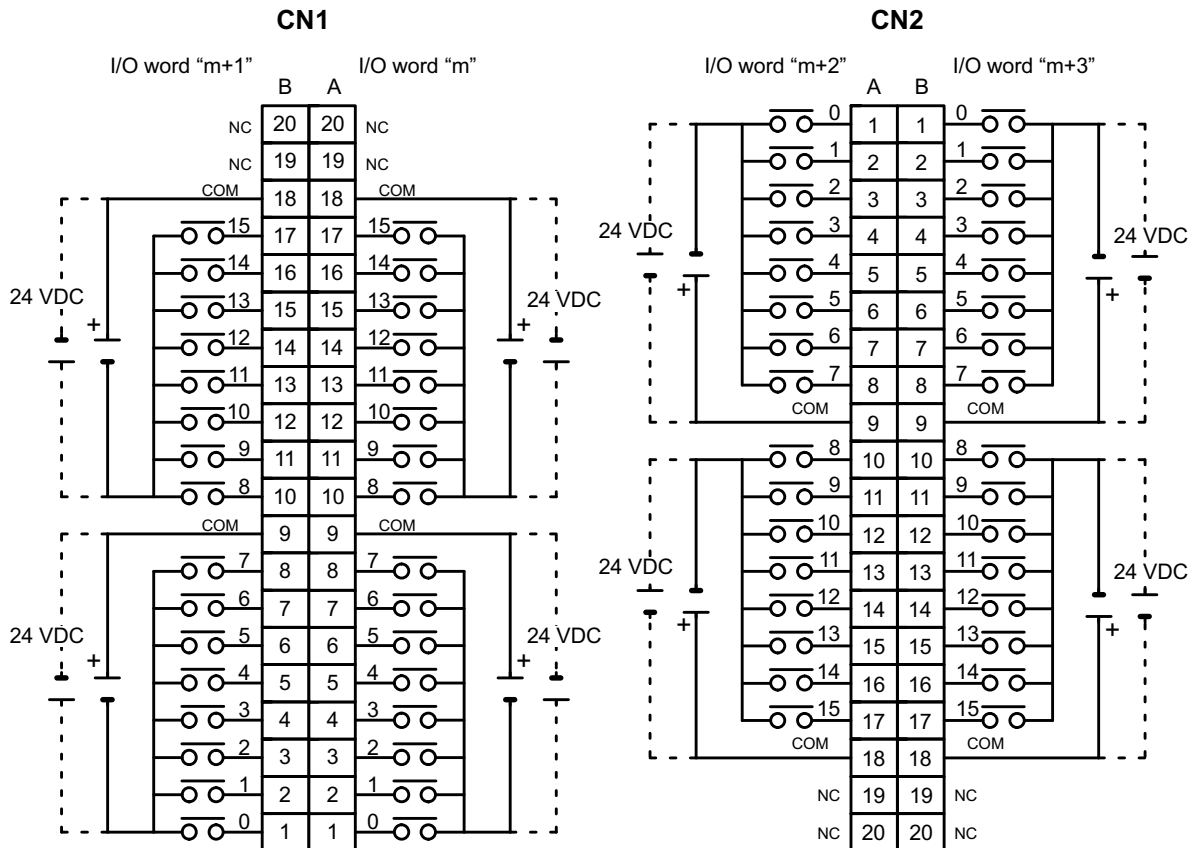 CN1
I/O word “m+1” I/O word “m”
B A
NC 20 20 NC
NC 19 19 NC
COM 18 18 COM
15 17 17 15
14 16 16 14
24 VDC + 13 15 15 13 24 VDC +
12 14 14 12
11 13 13 11
10 12 12 10
9 11 11 9
8 10 10 8
COM 9 9 COM
7 8 8 7
6 7 7 6
24 VDC + 5 6 6 5 24 VDC +
4 5 5 4
3 4 4 3
2 3 3 2
1 2 2 1
0 1 1 0
CN2
I/O word “m+2” I/O word “m+3”
A B
0 1 1 0
1 2 2 1
2 3 3 2
24 VDC 3 4 4 3 24 VDC
+ 4 5 5 4 +
5 6 6 5
6 7 7 6
7 8 8 7
COM 9 9 COM
8 10 10 8
9 11 11 9
10 12 12 10
24 VDC 11 13 13 11 24 VDC
+ 12 14 14 12 +
13 15 15 13
14 16 16 14
15 17 17 15
COM 18 18 COM
NC 19 19 NC
NC 20 20 NC